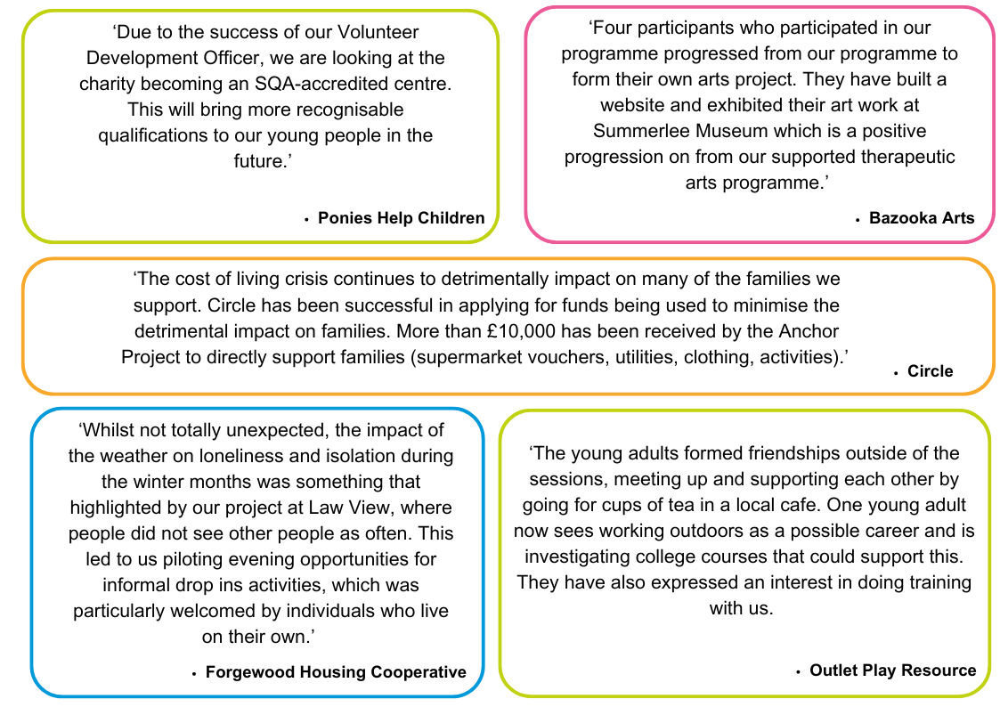 ‘Due to the success of our Volunteer
Development Officer, we are looking at the
charity becoming an SQA-accredited centre.
This will bring more recognisable
qualifications to our young people in the
future.’
• Ponies Help Children
‘Four participants who participated in our
programme progressed from our programme to
form their own arts project. They have built a
website and exhibited their art work at
Summerlee Museum which is a positive
progression on from our supported therapeutic
arts programme.’
• Bazooka Arts
‘The cost of living crisis continues to detrimentally impact on many of the families we
support. Circle has been successful in applying for funds being used to minimise the
detrimental impact on families. More than £10,000 has been received by the Anchor
Project to directly support families (supermarket vouchers, utilities, clothing, activities).’
• Circle
‘Whilst not totally unexpected, the impact of
the weather on loneliness and isolation during
the winter months was something that
highlighted by our project at Law View, where
people did not see other people as often. This
led to us piloting evening opportunities for
informal drop ins activities, which was
particularly welcomed by individuals who live
on their own.’
• Forgewood Housing Cooperative
‘The young adults formed friendships outside of the
sessions, meeting up and supporting each other by
going for cups of tea in a local cafe. One young adult
now sees working outdoors as a possible career and is
investigating college courses that could support this.
They have also expressed an interest in doing training
with us.
• Outlet Play Resource